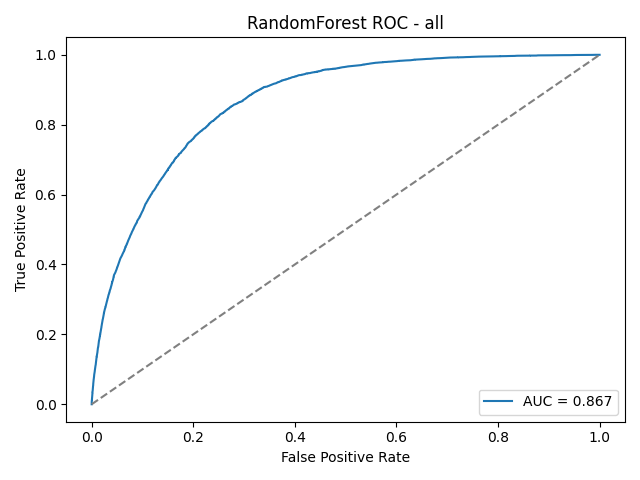 RandomForest ROC - all
True Positive Rate
1.0
0.8
0.6
0.4
0.2
0.0
AUC = 0.867
0.0 0.2 0.4 0.6 0.8 1.0
False Positive Rate